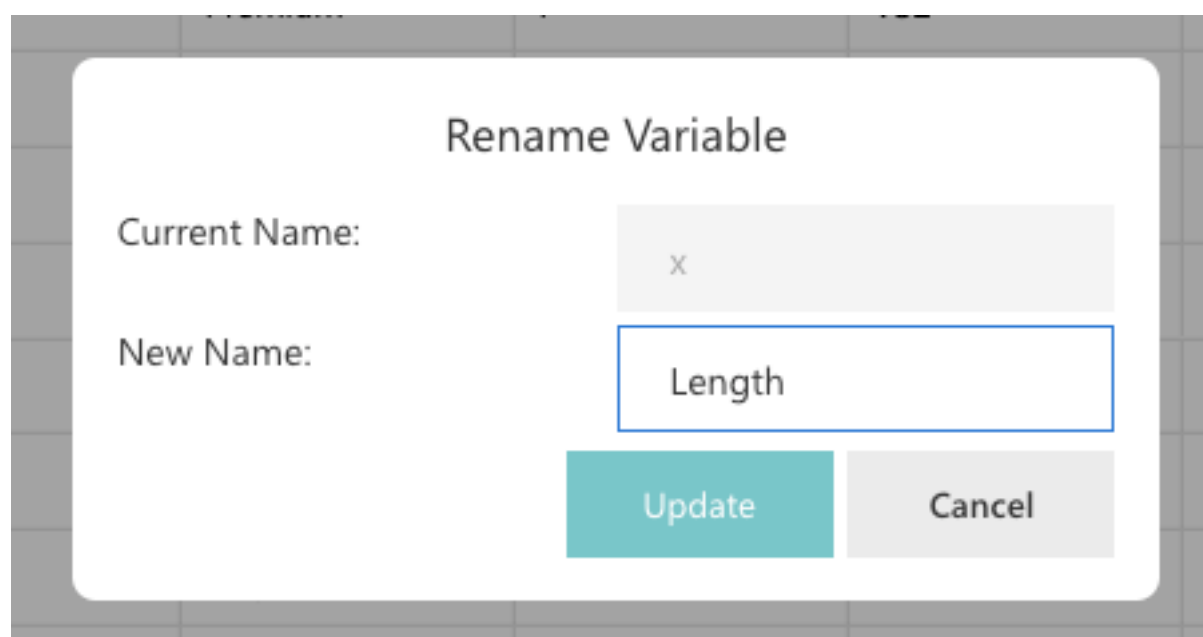 Rename Variable
Current Name:
x
New Name:
Length
Update Cancel